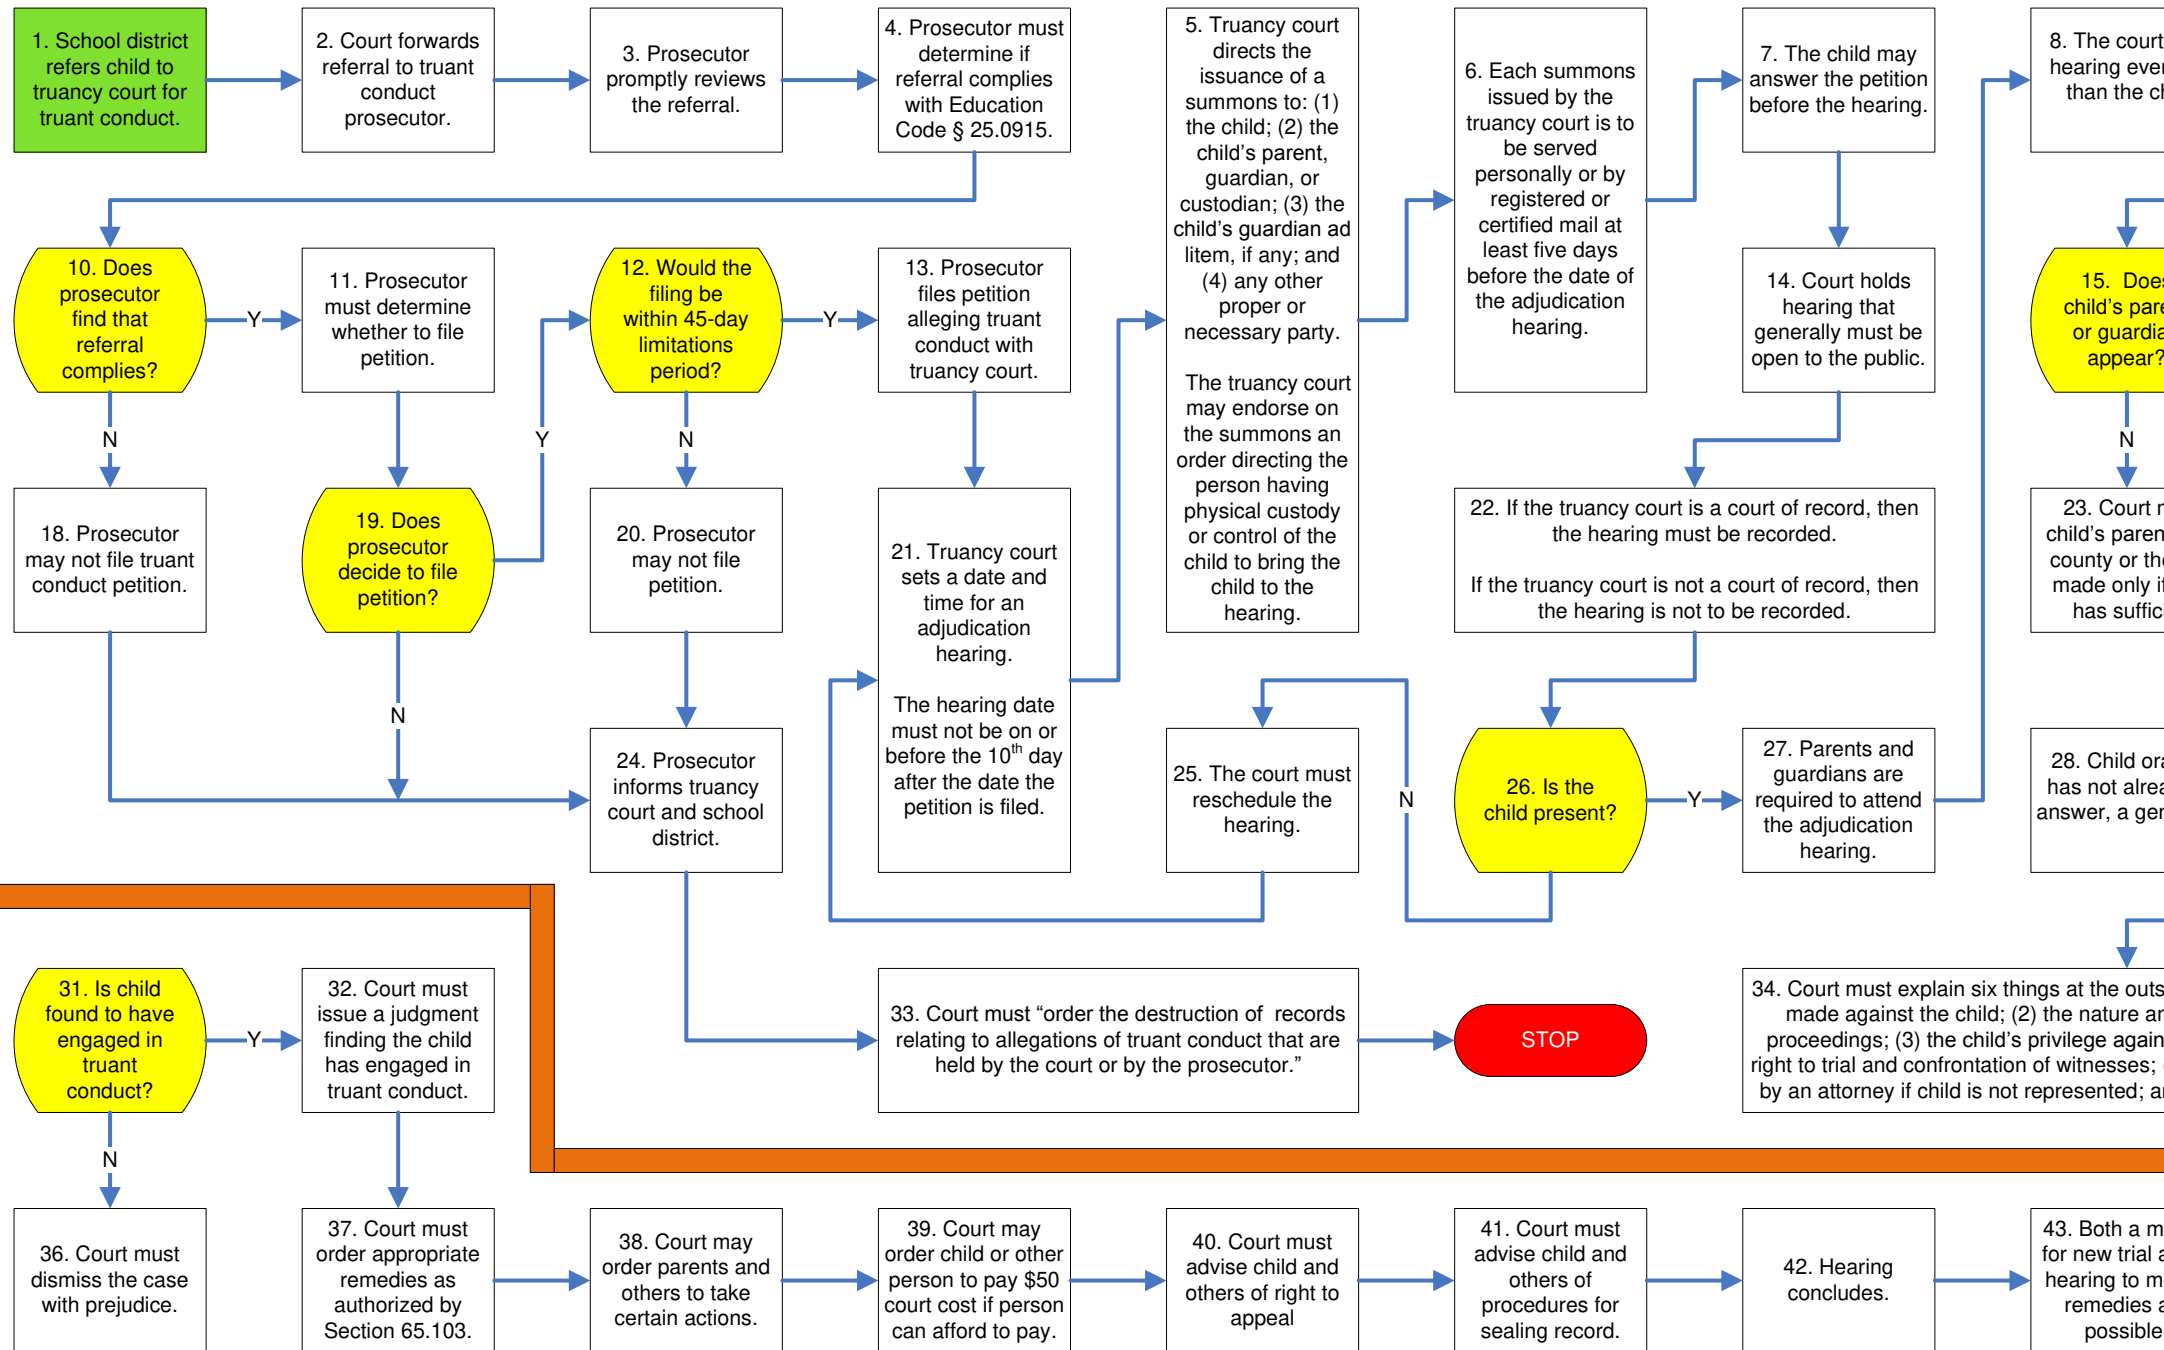 1. School district
refers child to
truancy court for
truant conduct.
2. Court forwards
referral to truant
conduct
prosecutor.
3. Prosecutor
promptly reviews
the referral.
4. Prosecutor must
determine if
referral complies
with Education
Code § 25.0915.
5. Truancy court
directs the
issuance of a
summons to: (1)
the child; (2) the
child's parent,
guardian, or
custodian; (3) the
child's guardian ad
litem, if any; and
(4) any other
proper or
necessary party.
The truancy court
may endorse on
the summons an
order directing the
person having
physical custody
or control of the
child to bring the
child to the
hearing.
6. Each summons
issued by the
truancy court is to
be served
personally or by
registered or
certified mail at
least five days
before the date of
the adjudication
hearing.
7. The child may
answer the petition
before the hearing.
8. The court
hearing even
than the ch
10. Does
prosecutor
find that
referral
complies?
Y
11. Prosecutor
must determine
whether to file
petition.
12. Would the
filing be
within 45-day
limitations
period?
Y
13. Prosecutor
files petition
alleging truant
conduct with
truancy court.
14. Court holds
hearing that
generally must be
open to the public.
15. Does
child's pare
or guardia
appear?
N
Y
N
N
18. Prosecutor
may not file truant
conduct petition.
19. Does
prosecutor
decide to file
petition?
20. Prosecutor
may not file
petition.
21. Truancy court
sets a date and
time for an
adjudication
hearing.
The hearing date
must not be on or
before the 10th day
after the date the
petition is filed.
22. If the truancy court is a court of record, then
the hearing must be recorded.
If the truancy court is not a court of record, then
the hearing is not to be recorded.
23. Court m
child's paren
county or the
made only if
has suffici
N
24. Prosecutor
informs truancy
court and school
district.
25. The court must
reschedule the
hearing.
N
26. Is the
child present?
Y
27. Parents and
guardians are
required to attend
the adjudication
hearing.
28. Child ora
has not alrea
answer, a gen
31. Is child
found to have
engaged in
truant
conduct?
Y
32. Court must
issue a judgment
finding the child
has engaged in
truant conduct.
33. Court must “order the destruction of records
relating to allegations of truant conduct that are
held by the court or by the prosecutor.”
STOP
34. Court must explain six things at the outs
made against the child; (2) the nature an
proceedings; (3) the child's privilege again
right to trial and confrontation of witnesses; (
by an attorney if child is not represented; an
N
36. Court must
dismiss the case
with prejudice.
37. Court must
order appropriate
remedies as
authorized by
Section 65.103.
38. Court may
order parents and
others to take
certain actions.
39. Court may
order child or other
person to pay $50
court cost if person
can afford to pay.
40. Court must
advise child and
others of right to
appeal
41. Court must
advise child and
others of
procedures for
sealing record.
42. Hearing
concludes.
43. Both a m
for new trial a
hearing to m
remedies a
possible